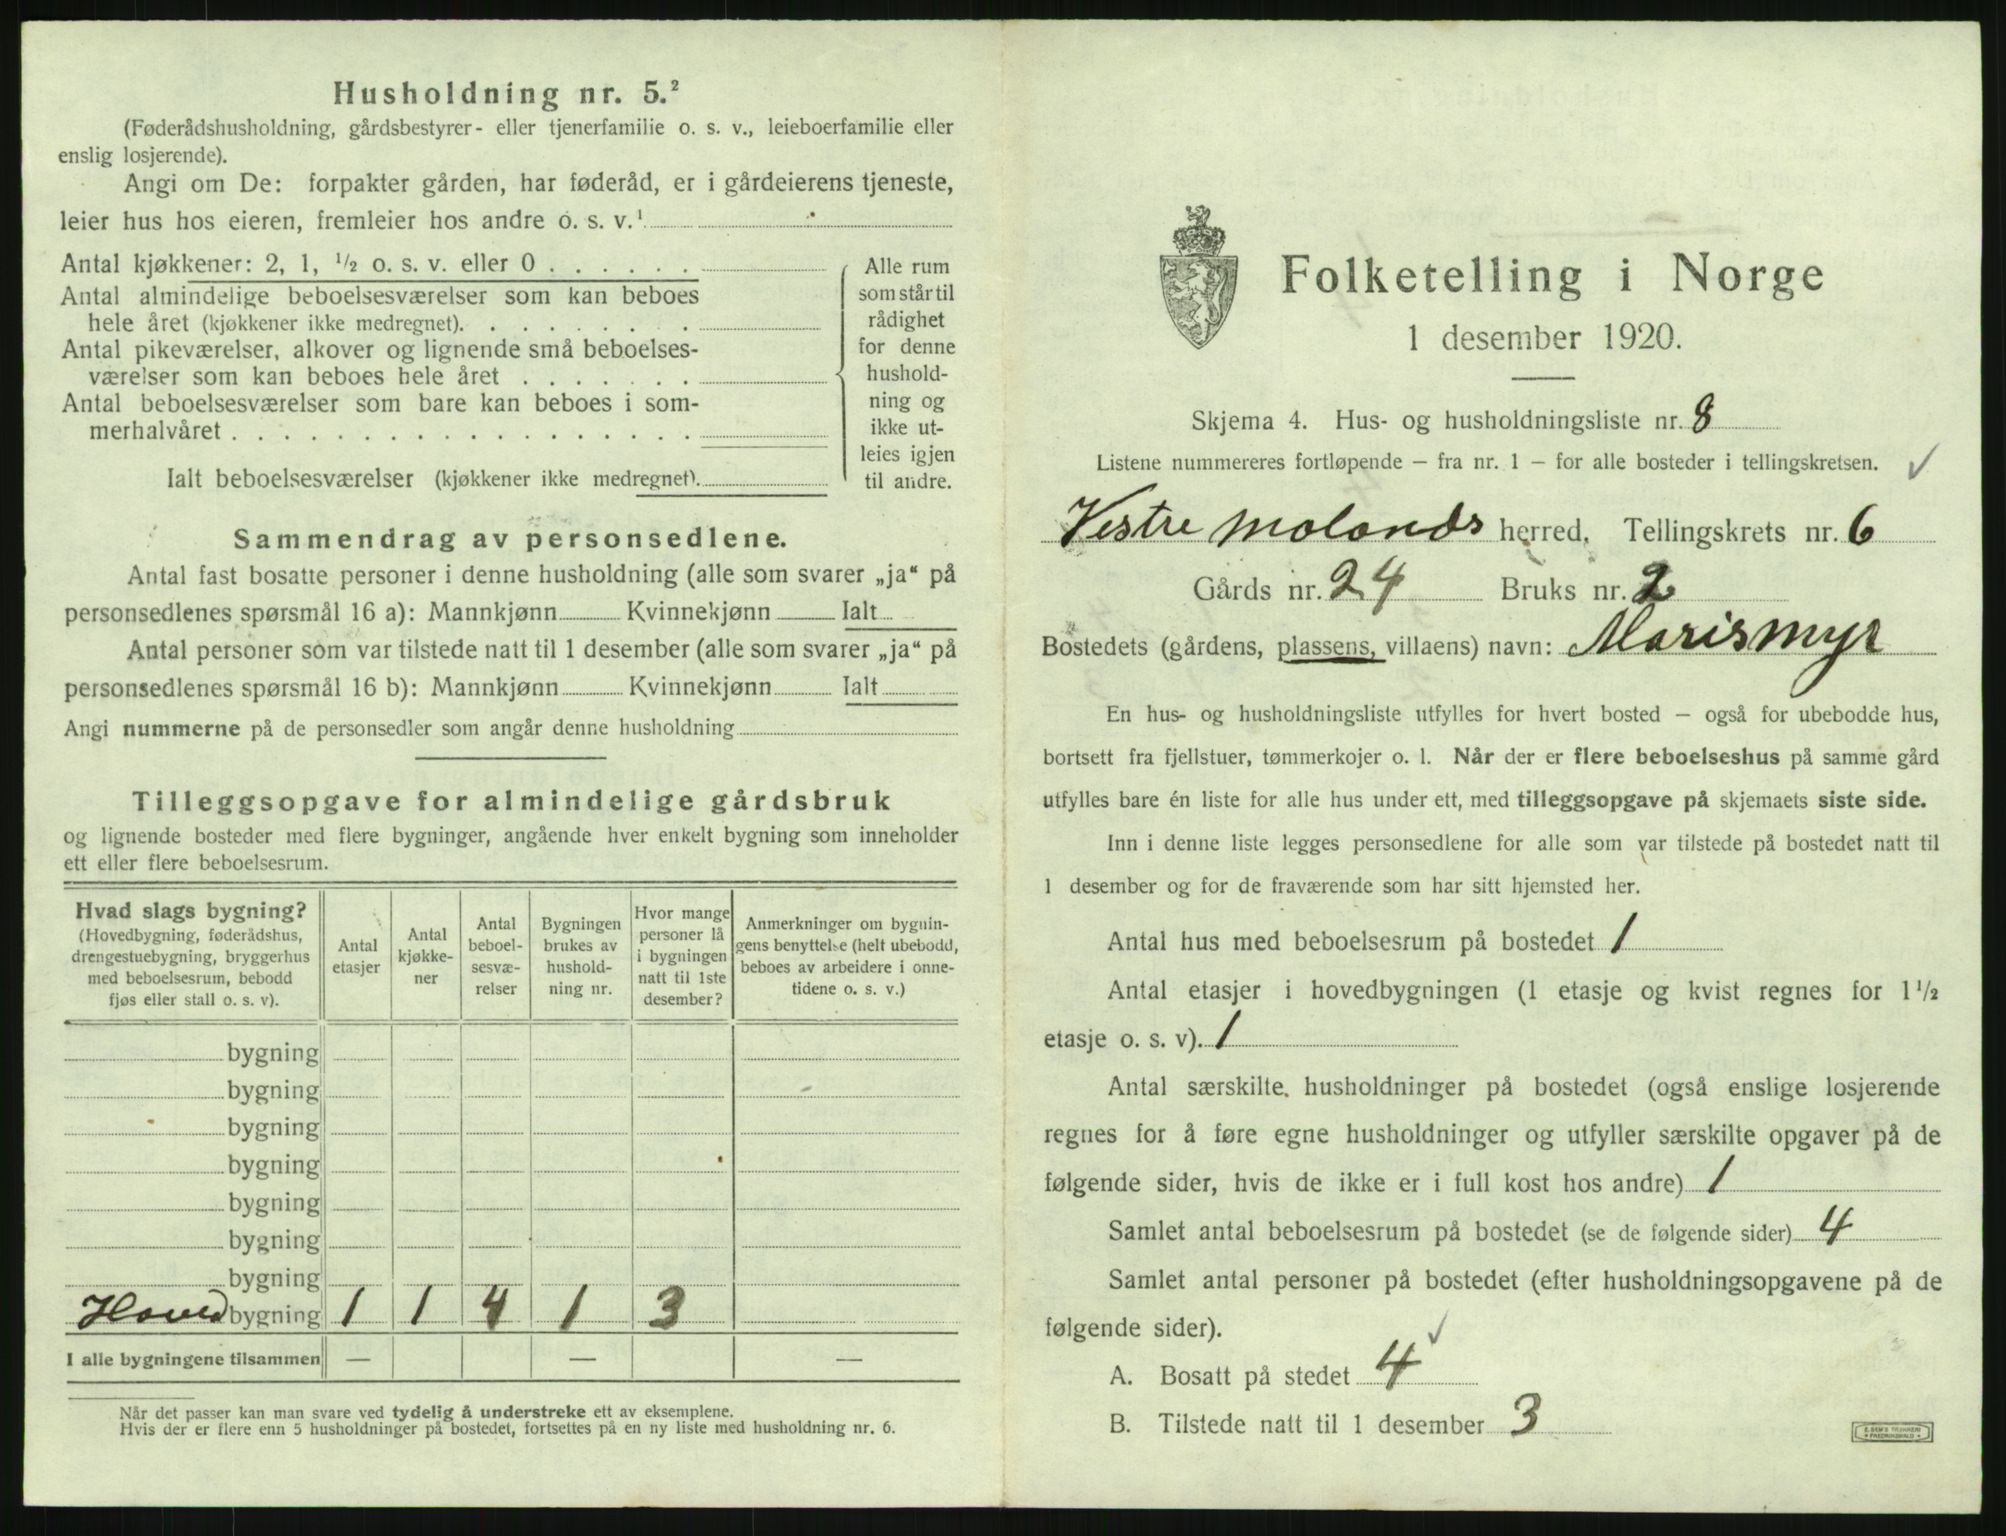 Husholdning nr. 5.²
(Føderådshusholdning, gårdsbestyrer- eller tjenerfamilie o. s. v., leieboerfamilie eller
enslig losjerende).
Angi om De: forpakter gården, har føderåd, er i gårdeierens tjeneste,
leier hus hos eieren, fremleier hos andre o. s. v.¹
Antal kjøkkener: 2, 1, ½ o. s. v. eller 0 . . . . . .
Antal almindelige beboelsesværelser som kan beboes
hele året (kjøkkener ikke medregnet). . . . . . . .
Antal pikeværelser, alkover og lignende små beboelses-
værelser som kan beboes hele året . . . . . . .
Antal beboelsesværelser som bare kan beboes i som-
merhalvåret . . . . . . . . . . . . . . . . . .
Ialt beboelsesværelser (kjøkkener ikke medregnet).
Alle rum
som står til
rådighet
for denne
hushold-
ning og
ikke ut-
leies igjen
til andre.
Sammendrag av personsedlene.
Antal fast bosatte personer i denne husholdning (alle som svarer „ja“ på
personsedlenes spørsmål 16 a): Mannkjønn Kvinnekjønn Ialt
Antal personer som var tilstede natt til 1 desember (alle som svarer „ja“ på
personsedlenes spørsmål 16 b): Mannkjønn Kvinnekjønn Ialt
Angi nummerne på de personsedler som angår denne husholdning
Tilleggsopgave for almindelige gårdsbruk
og lignende bosteder med flere bygninger, angående hver enkelt bygning som inneholder
ett eller flere beboelsesrum.
Hvad slags bygning?
(Hovedbygning, føderådshus,
drengestuebygning, bryggerhus
med beboelsesrum, bebodd
fjøs eller stall o. s. v).
Antal
etasjer
Antal
kjøkke-
ner
Antal
beboel-
sesvæ-
relser
Bygningen
brukes av
hushold-
ning nr.
Hvor mange
personer lå
i bygningen
natt til 1ste
desember?
Anmerkninger om bygnin-
gens benyttelse (helt ubebodd,
beboes av arbeidere i onne-
tidene o. s. v.)
bygning
bygning
bygning
bygning
bygning
bygning
bygning
Hoved bygning 1 1 4 1 3
I alle bygningene tilsammen — — —
Når det passer kan man svare ved tydelig å understreke ett av eksemplene.
Hvis der er flere enn 5 husholdninger på bostedet, fortsettes på en ny liste med husholdning nr. 6.
Folketelling i Norge
1 desember 1920.
Skjema 4. Hus- og husholdningsliste nr. 8
Listene nummereres fortløpende – fra nr. 1 – for alle bosteder i tellingskretsen. ✓
Vestre Molands herred. Tellingskrets nr. 6
Gårds nr. 24 Bruks nr. 2
Bostedets (gårdens, plassens, villaens) navn: Marismyr
En hus- og husholdningsliste utfylles for hvert bosted – også for ubebodde hus,
bortsett fra fjellstuer, tømmerkojer o. l. Når der er flere beboelseshus på samme gård
utfylles bare én liste for alle hus under ett, med tilleggsopgave på skjemaets siste side.
Inn i denne liste legges personsedlene for alle som var tilstede på bostedet natt til
1 desember og for de fraværende som har sitt hjemsted her.
Antal hus med beboelsesrum på bostedet 1
Antal etasjer i hovedbygningen (1 etasje og kvist regnes for 1½
etasje o. s. v). 1
Antal særskilte husholdninger på bostedet (også enslige losjerende
regnes for å føre egne husholdninger og utfyller særskilte opgaver på de
følgende sider, hvis de ikke er i full kost hos andre) 1
Samlet antal beboelsesrum på bostedet (se de følgende sider) 4
Samlet antal personer på bostedet (efter husholdningsopgavene på de
følgende sider).
A. Bosatt på stedet 4 ✓
B. Tilstede natt til 1 desember 3